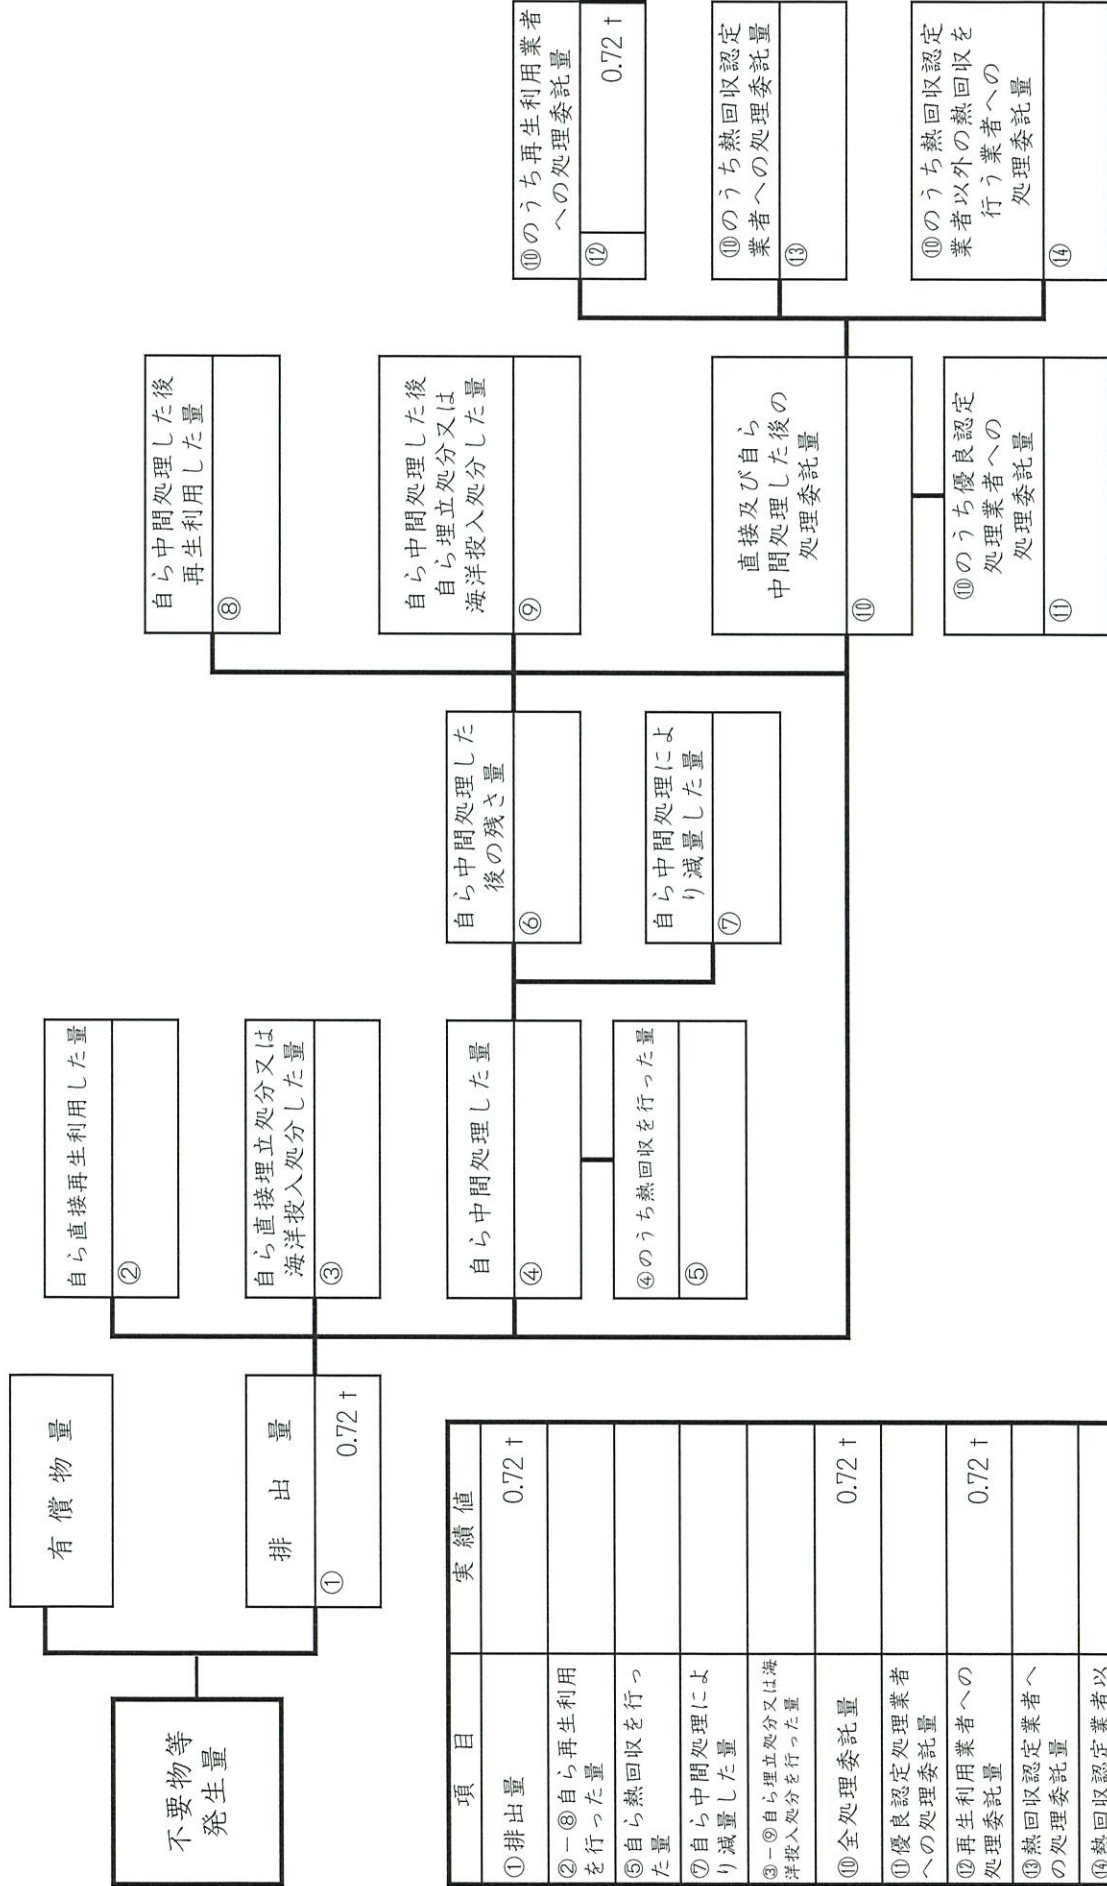 不要物等
発生量
有償物量
排出量
① 0.72 t
自ら直接再生利用した量
②
自ら直接埋立処分又は
海洋投入処分した量
③
自ら中間処理した量
④
④のうち熱回収を行った量
⑤
自ら中間処理した
後の残さ量
⑥
自ら中間処理によ
り減量した量
⑦
自ら中間処理した後
再生利用した量
⑧
自ら中間処理した後
自ら埋立処分又は
海洋投入処分した量
⑨
直接及び自ら
中間処理した後の
処理委託量
⑩
⑩のうち優良認定
処理業者への
処理委託量
⑪
⑩のうち再生利用業者
への処理委託量
⑫ 0.72 t
⑩のうち熱回収認定
業者への処理委託量
⑬
⑩のうち熱回収認定
業者以外の熱回収を
行う業者への
処理委託量
⑭
項目 実績値
①排出量 0.72 t
②-⑧自ら再生利用
を行った量
⑤自ら熱回収を行っ
た量
⑦自ら中間処理によ
り減量した量
③-⑨自ら埋立処分又は海
洋投入処分を行った量
⑩全処理委託量 0.72 t
⑪優良認定処理業者
への処理委託量
⑫再生利用業者への
処理委託量 0.72 t
⑬熱回収認定業者へ
の処理委託量
⑭熱回収認定業者以